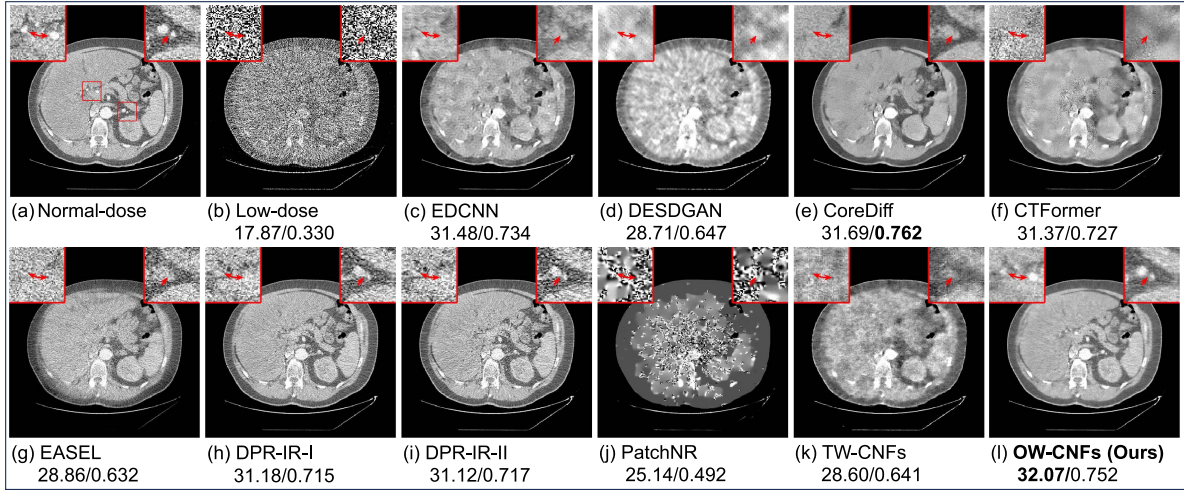 (a) Normal-dose (b) Low-dose (c) EDCNN (d) DESDGAN (e) CoreDiff (f) CTFormer
17.87/0.330 31.48/0.734 28.71/0.647 31.69/0.762 31.37/0.727
(g) EASEL (h) DPR-IR-I (i) DPR-IR-II (j) PatchNR (k) TW-CNFs (l) OW-CNFs (Ours)
28.86/0.632 31.18/0.715 31.12/0.717 25.14/0.492 28.60/0.641 32.07/0.752